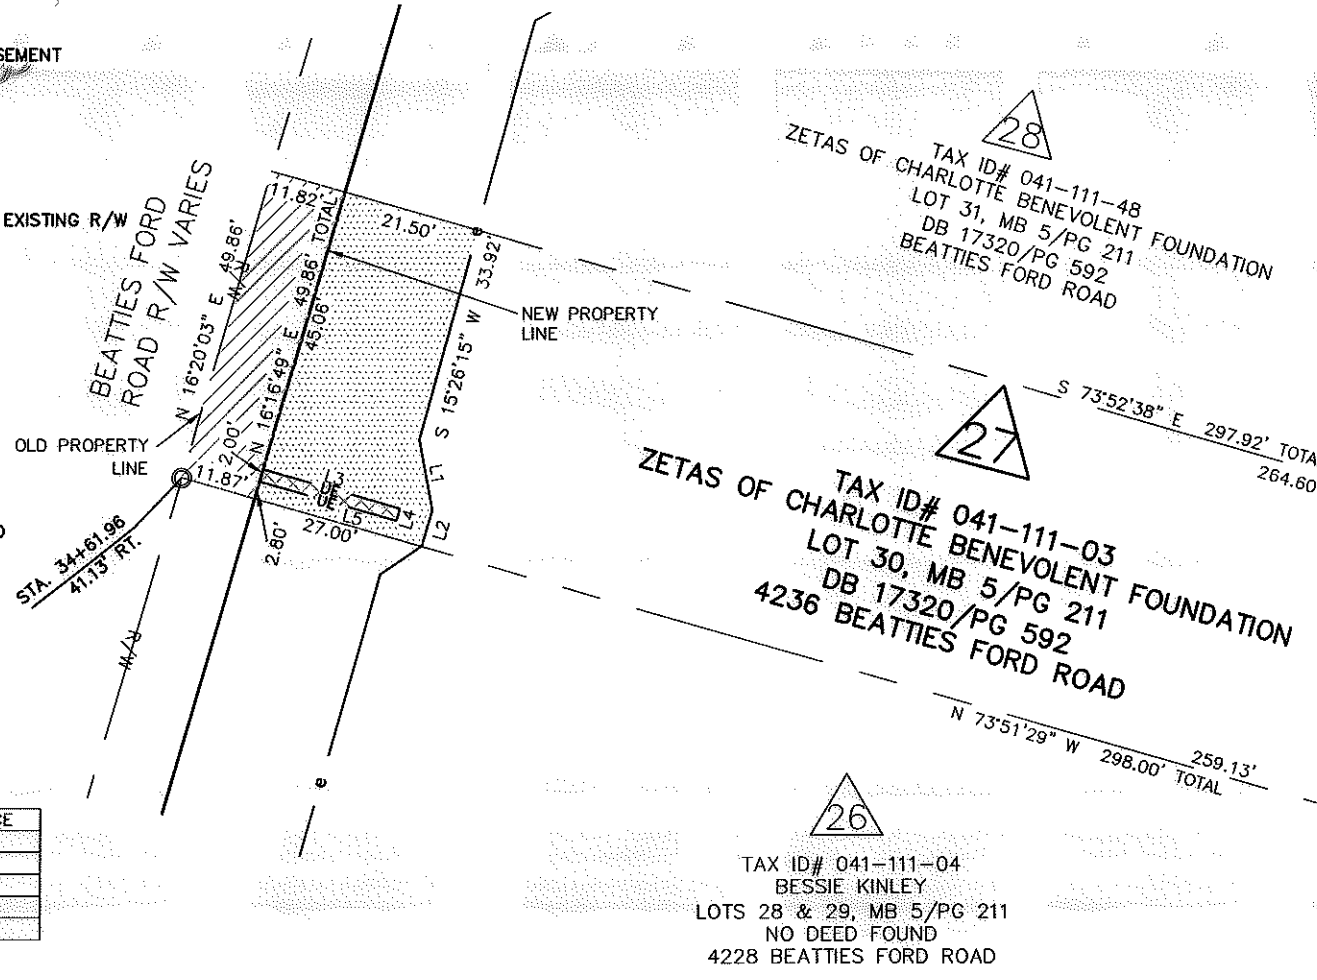 SEMENT
EXISTING R/W
BEATTIES FORD
ROAD R/W VARIES
N 16°20'03" E 49.86'
R/W
11.82'
21.50'
N 16°16'49" E 49.86' TOTAL
45.06'
e
S 15°26'15" W 33.92'
NEW PROPERTY
LINE
OLD PROPERTY
LINE
2.00'
11.87'
L3
UE
UE
L5
L4
L1
L2
27.00'
2.80'
STA. 34+61.96
41.13' RT.
R/W
e
28
TAX ID# 041-111-48
ZETAS OF CHARLOTTE BENEVOLENT FOUNDATION
LOT 31, MB 5/PG 211
DB 17320/PG 592
BEATTIES FORD ROAD
S 73°52'38" E 297.92' TOTA
264.60
27
TAX ID# 041-111-03
ZETAS OF CHARLOTTE BENEVOLENT FOUNDATION
LOT 30, MB 5/PG 211
DB 17320/PG 592
4236 BEATTIES FORD ROAD
N 73°51'29" W 298.00' TOTAL
259.13'
26
TAX ID# 041-111-04
BESSIE KINLEY
LOTS 28 & 29, MB 5/PG 211
NO DEED FOUND
4228 BEATTIES FORD ROAD
CE